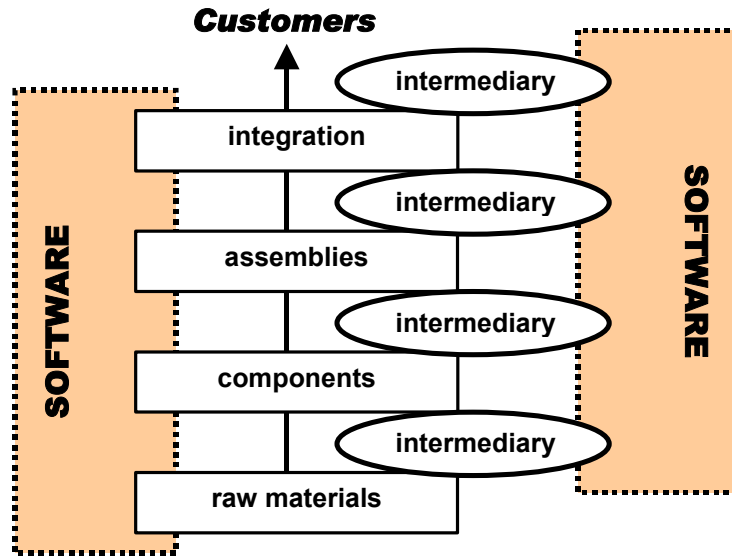 Customers
intermediary
integration
intermediary
assemblies
intermediary
components
intermediary
raw materials
SOFTWARE
SOFTWARE